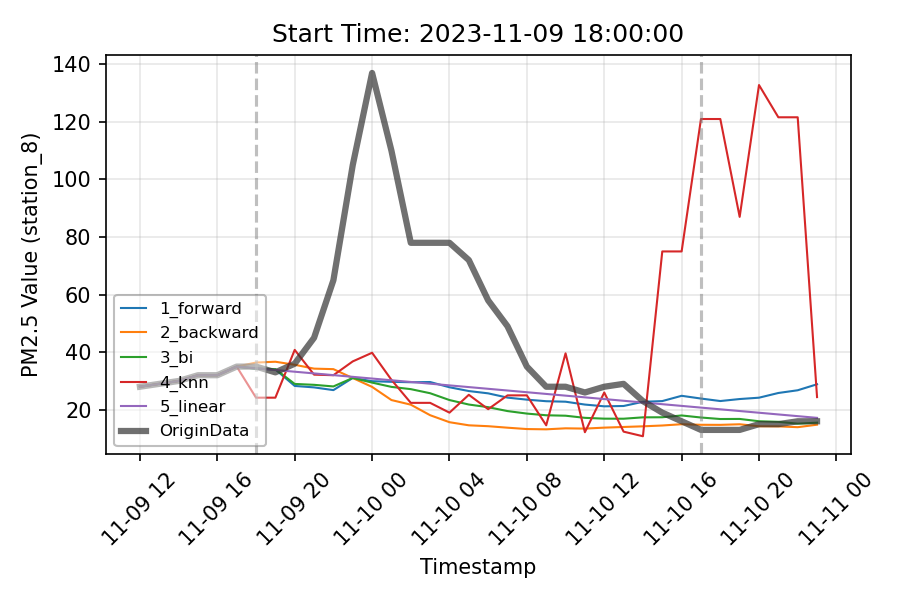 Start Time: 2023-11-09 18:00:00
PM2.5 Value (station_8)
140
120
100
80
60
40
20
1_forward
2_backward
3_bi
4_knn
5_linear
OriginData
11-09 12
11-09 16
11-09 20
11-10 00
11-10 04
11-10 08
11-10 12
11-10 16
11-10 20
11-11 00
Timestamp